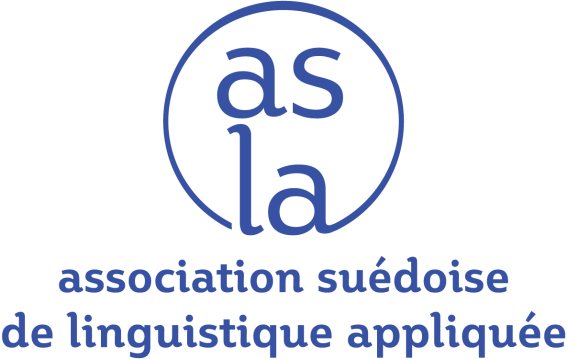 as
la
association suédoise
de linguistique appliquée